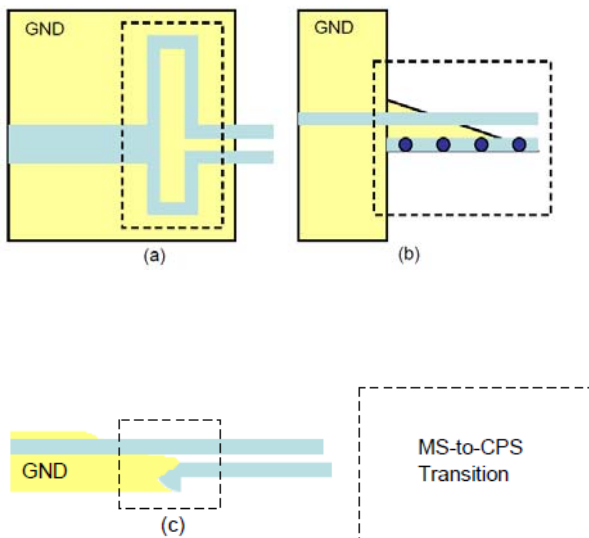 GND
GND
(a)
(b)
GND
MS-to-CPS
Transition
(c)